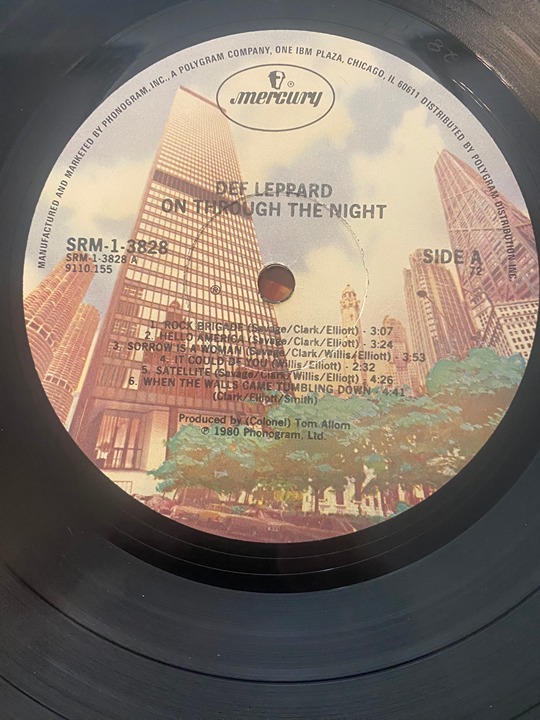 MANUFACTURED AND MARKETED BY PHONOGRAM, INC., A POLYGRAM COMPANY, ONE IBM PLAZA, CHICAGO, IL 60611 DISTRIBUTED BY POLYGRAM DISTRIBUTION INC.
®
mercury
DEF LEPPARD
ON THROUGH THE NIGHT
SRM-1-3828
SRM-1-3828 A
9110.155
SIDE A
72
®
1. ROCK BRIGADE (Savage/Clark/Elliott) - 3:07
2. HELLO AMERICA (Savage/Clark/Elliott) - 3:24
3. SORROW IS A WOMAN (Savage/Clark/Willis/Elliott) - 3:53
4. IT COULD BE YOU (Willis/Elliott) - 2:32
5. SATELLITE (Savage/Clark/Willis/Elliott) - 4:26
6. WHEN THE WALLS CAME TUMBLING DOWN - 4:41
(Clark/Elliott/Smith)
Produced by (Colonel) Tom Allom
℗ 1980 Phonogram, Ltd.